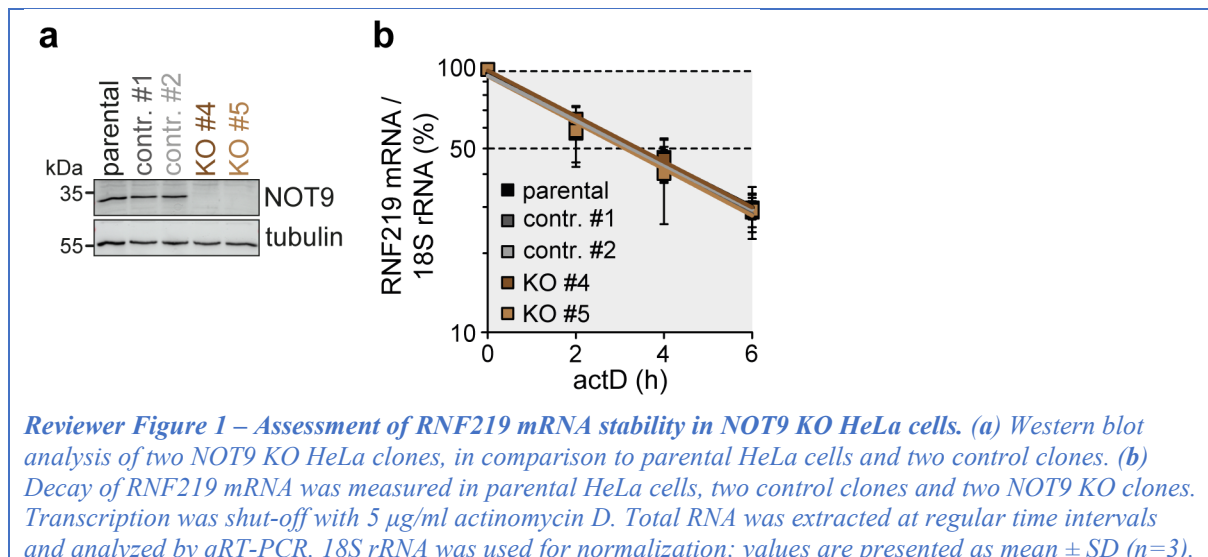 a
b
parental
contr. #1
contr. #2
KO #4
KO #5
kDa
35
NOT9
55
tubulin
RNF219 mRNA /
18S rRNA (%)
100
50
10
parental
contr. #1
contr. #2
KO #4
KO #5
0 2 4 6
actD (h)
Reviewer Figure 1 – Assessment of RNF219 mRNA stability in NOT9 KO HeLa cells. (a) Western blot
analysis of two NOT9 KO HeLa clones, in comparison to parental HeLa cells and two control clones. (b)
Decay of RNF219 mRNA was measured in parental HeLa cells, two control clones and two NOT9 KO clones.
Transcription was shut-off with 5 μg/ml actinomycin D. Total RNA was extracted at regular time intervals
and analyzed by qRT-PCR. 18S rRNA was used for normalization; values are presented as mean ± SD (n=3).